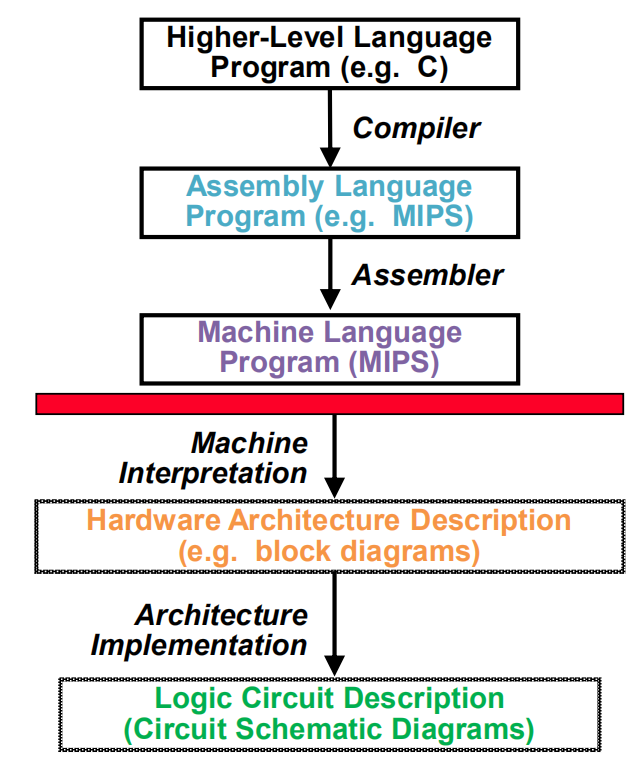 Higher-Level Language
Program (e.g. C)
Compiler
Assembly Language
Program (e.g. MIPS)
Assembler
Machine Language
Program (MIPS)
Machine
Interpretation
Hardware Architecture Description
(e.g. block diagrams)
Architecture
Implementation
Logic Circuit Description
(Circuit Schematic Diagrams)